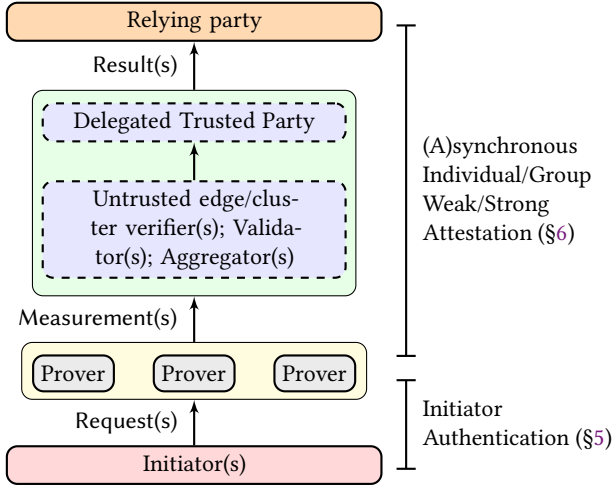 Relying party
Result(s)
Delegated Trusted Party
Untrusted edge/clus-
ter verifier(s); Valida-
tor(s); Aggregator(s)
(A)synchronous
Individual/Group
Weak/Strong
Attestation (§6)
Measurement(s)
Prover Prover Prover
Request(s)
Initiator
Authentication (§5)
Initiator(s)